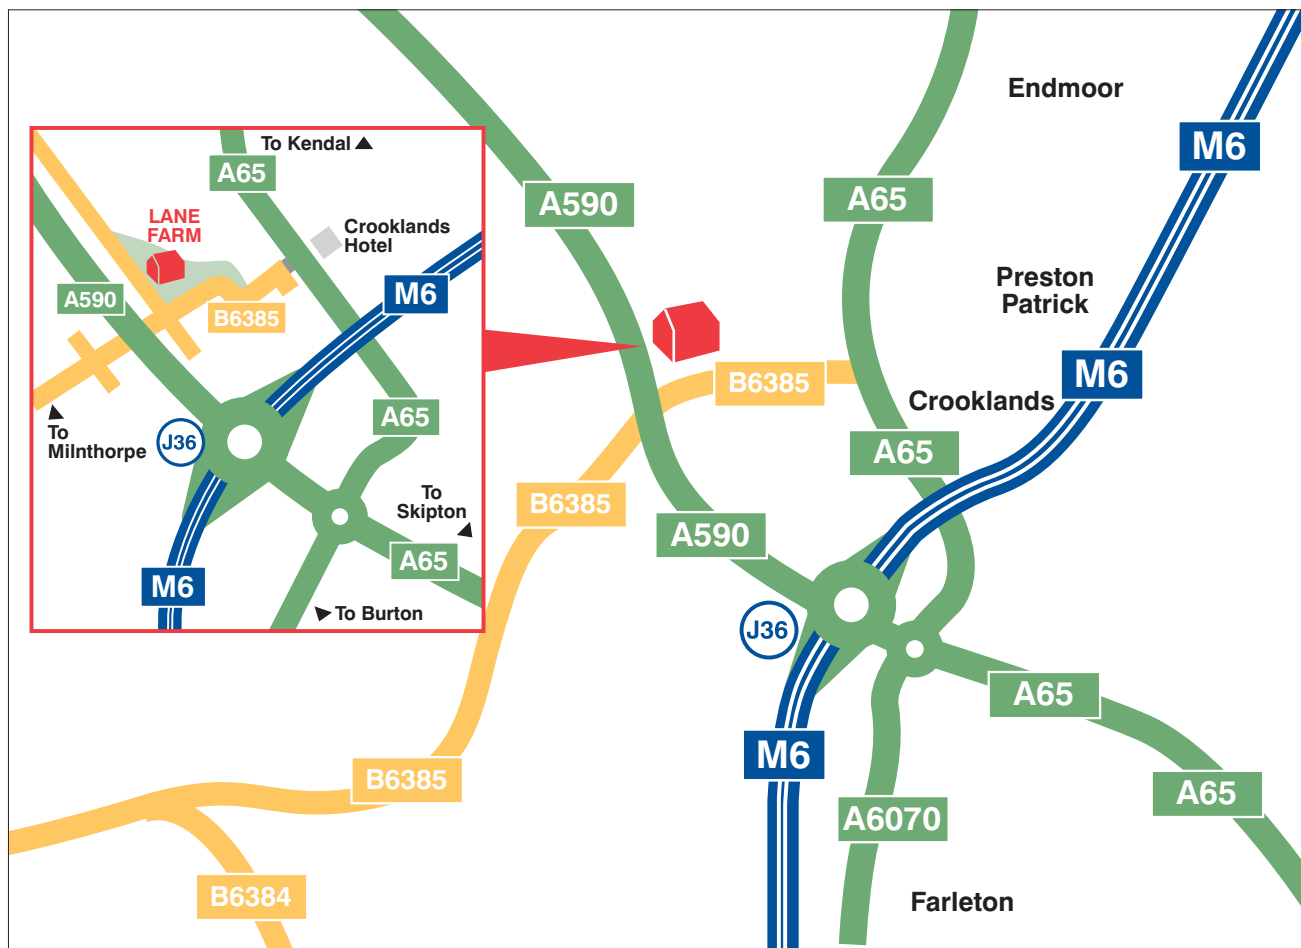 Endmoor
M6
To Kendal
A65
A590
A65
LANE
FARM
Crooklands
Hotel
Preston
Patrick
A590
M6
B6385
M6
B6385
Crooklands
A65
To
Milnthorpe
J36
A65
B6385
To
Skipton
A590
A65
M6
To Burton
J36
A65
M6
B6385
A65
A6070
B6384
Farleton